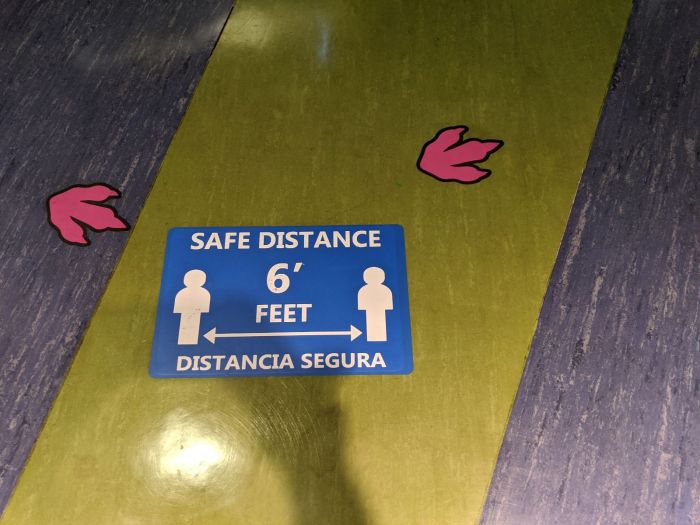 SAFE DISTANCE
6'
FEET
DISTANCIA SEGURA